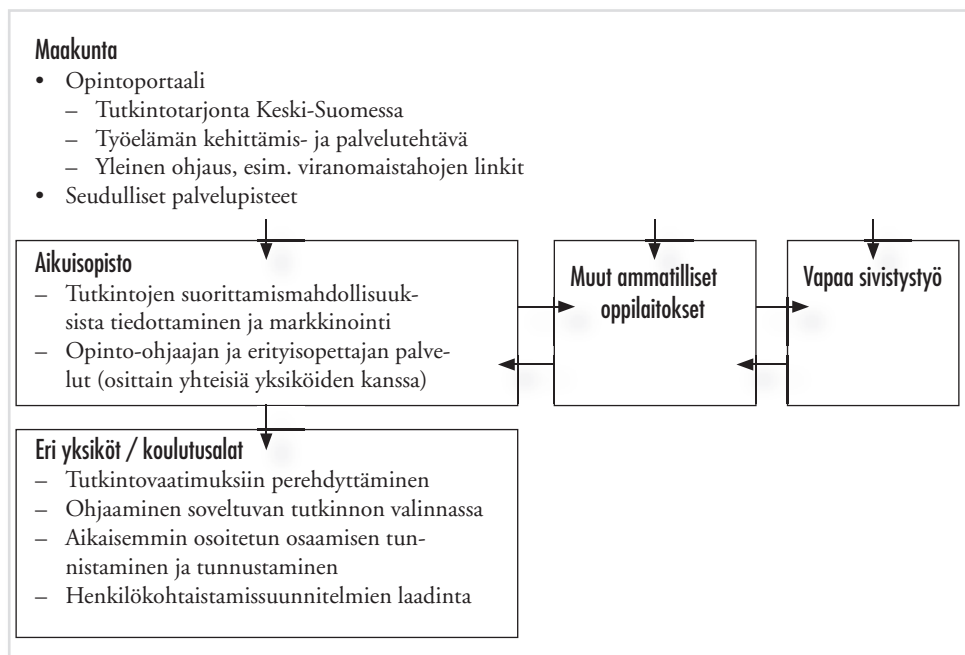 Maakunta
• Opintoportaali
– Tutkintotarjonta Keski-Suomessa
– Työelämän kehittämis- ja palvelutehtävä
– Yleinen ohjaus, esim. viranomaistahojen linkit
• Seudulliset palvelupisteet
Aikuisopisto
– Tutkintojen suorittamismahdollisuuk-
sista tiedottaminen ja markkinointi
– Opinto-ohjaajan ja erityisopettajan palve-
lut (osittain yhteisiä yksiköiden kanssa)
Muut ammatilliset
oppilaitokset
Vapaa sivistystyö
Eri yksiköt / koulutusalat
– Tutkintovaatimuksiin perehdyttäminen
– Ohjaaminen soveltuvan tutkinnon valinnassa
– Aikaisemmin osoitetun osaamisen tun-
nistaminen ja tunnustaminen
– Henkilökohtaistamissuunnitelmien laadinta